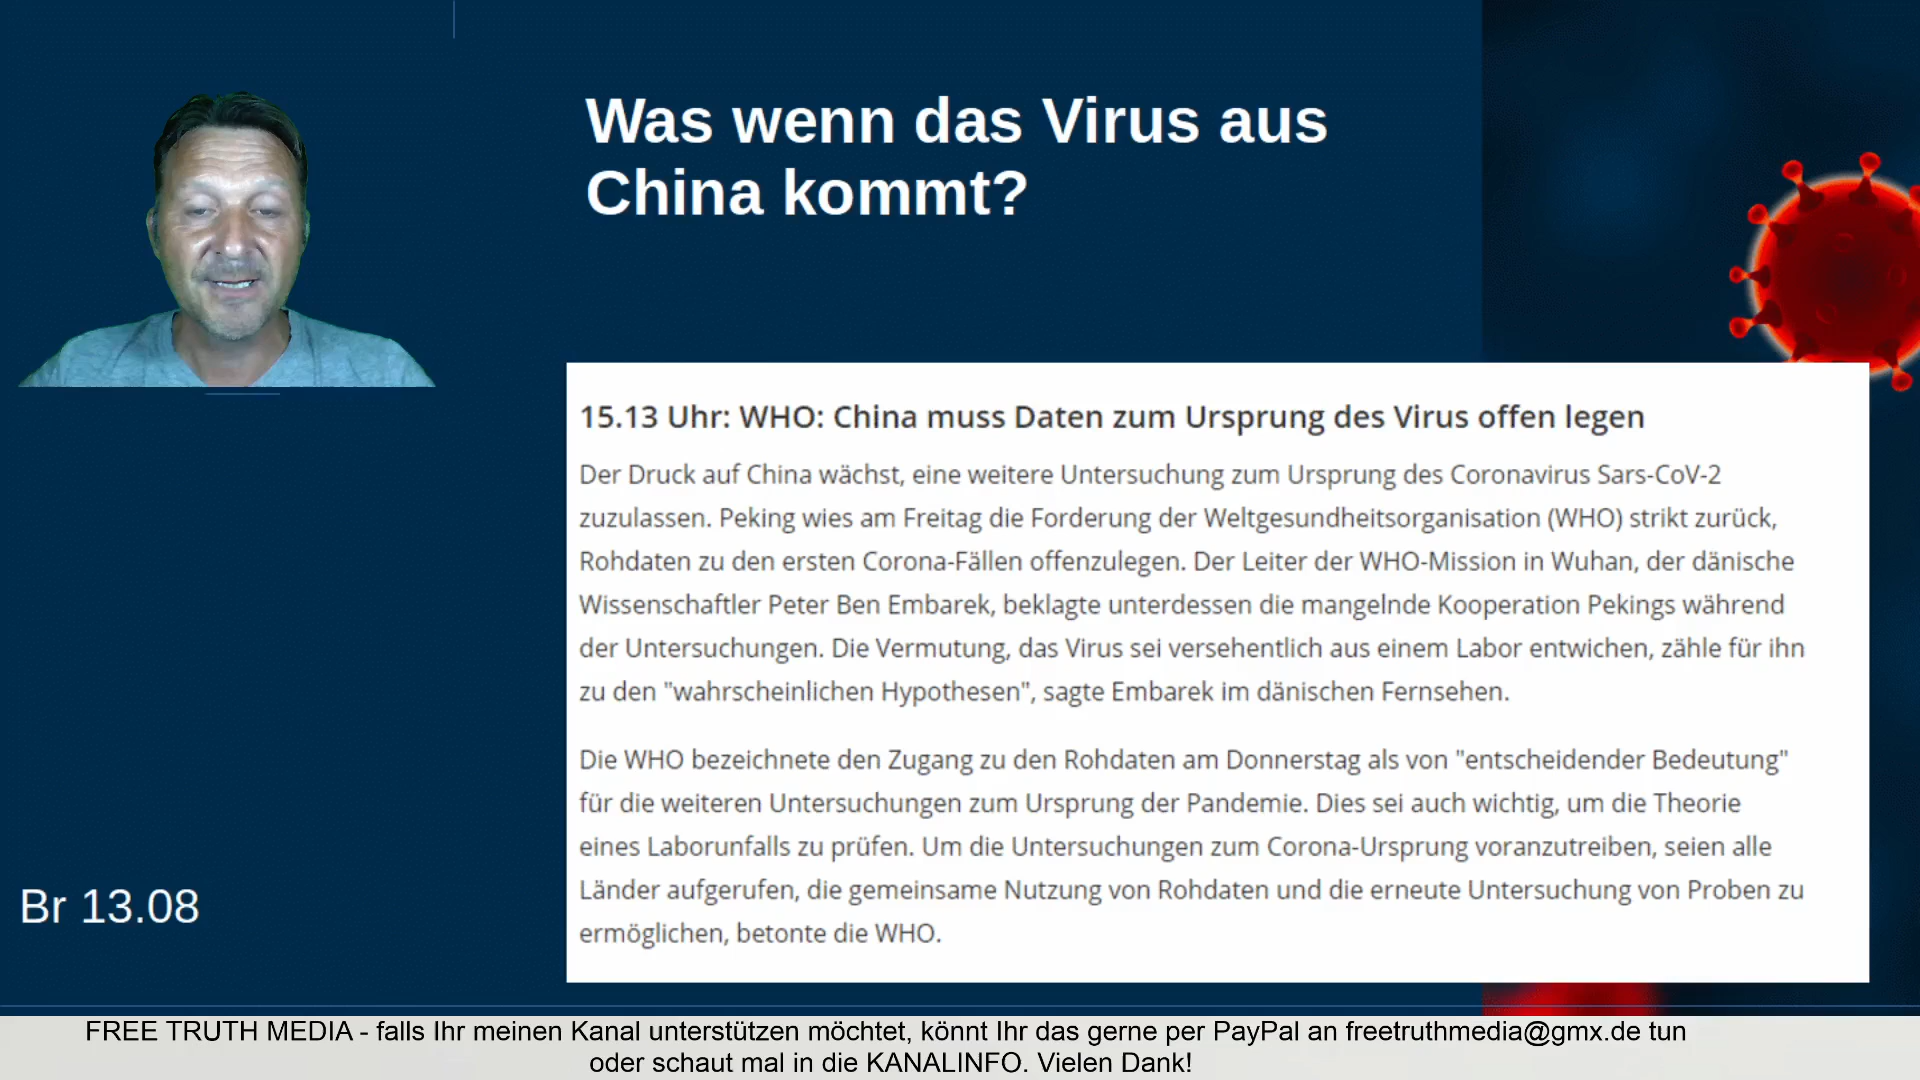 Was wenn das Virus aus
China kommt?
15.13 Uhr: WHO: China muss Daten zum Ursprung des Virus offen legen
Der Druck auf China wächst, eine weitere Untersuchung zum Ursprung des Coronavirus Sars-CoV-2
zuzulassen. Peking wies am Freitag die Forderung der Weltgesundheitsorganisation (WHO) strikt zurück,
Rohdaten zu den ersten Corona-Fällen offenzulegen. Der Leiter der WHO-Mission in Wuhan, der dänische
Wissenschaftler Peter Ben Embarek, beklagte unterdessen die mangelnde Kooperation Pekings während
der Untersuchungen. Die Vermutung, das Virus sei versehentlich aus einem Labor entwichen, zähle für ihn
zu den "wahrscheinlichen Hypothesen", sagte Embarek im dänischen Fernsehen.
Die WHO bezeichnete den Zugang zu den Rohdaten am Donnerstag als von "entscheidender Bedeutung"
für die weiteren Untersuchungen zum Ursprung der Pandemie. Dies sei auch wichtig, um die Theorie
eines Laborunfalls zu prüfen. Um die Untersuchungen zum Corona-Ursprung voranzutreiben, seien alle
Länder aufgerufen, die gemeinsame Nutzung von Rohdaten und die erneute Untersuchung von Proben zu
ermöglichen, betonte die WHO.
Br 13.08
FREE TRUTH MEDIA - falls Ihr meinen Kanal unterstützen möchtet, könnt Ihr das gerne per PayPal an freetruthmedia@gmx.de tun
oder schaut mal in die KANALINFO. Vielen Dank!